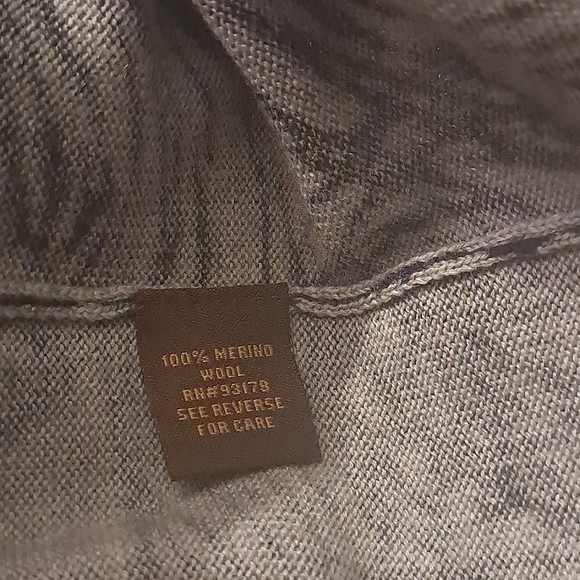 100% MERINO
WOOL
RN#93178
SEE REVERSE
FOR CARE